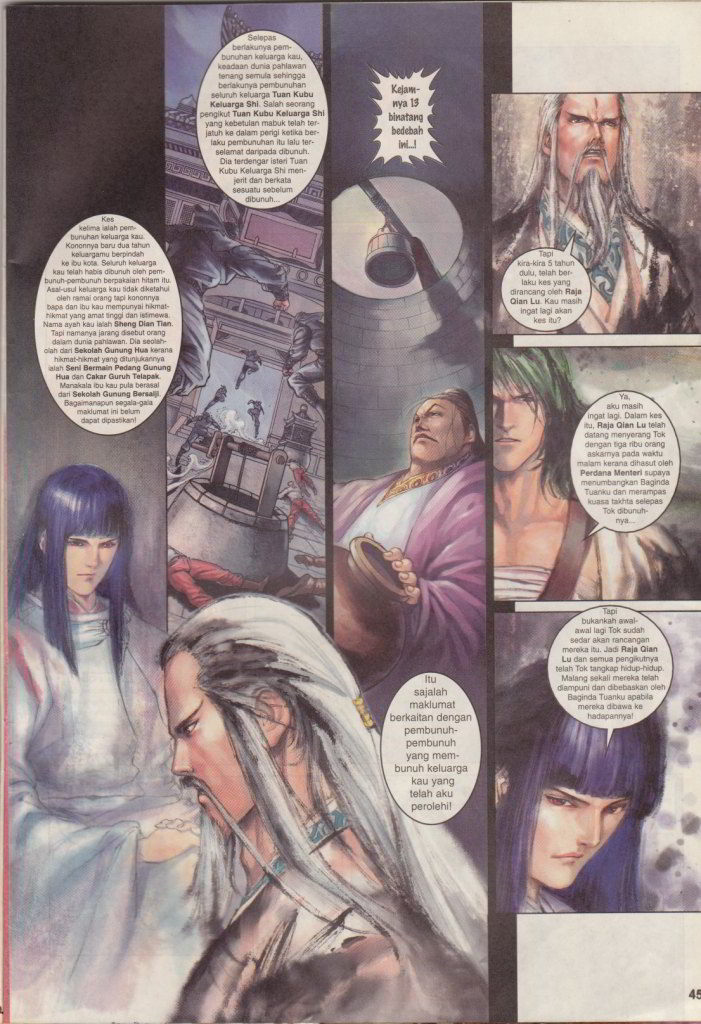 Kes
kelima ialah pem-
bunuhan keluarga kau.
Kononnya baru dua tahun
keluargamu berpindah
ke ibu kota. Seluruh keluarga
kau telah habis dibunuh oleh pem-
bunuh-pembunuh berpakaian hitam itu.
Asal-usul keluarga kau tidak diketahui
oleh ramai orang tapi kononnya
bapa dan ibu kau mempunyai hikmat-
hikmat yang amat tinggi dan istimewa.
Nama ayah kau ialah Sheng Dian Tian.
Tapi namanya jarang disebut orang
dalam dunia pahlawan. Dia seolah-
olah dari Sekolah Gunung Hua kerana
hikmat-hikmat yang ditunjukkannya
ialah Seni Bermain Pedang Gunung
Hua dan Cakar Guruh Telapak.
Manakala ibu kau pula berasal
dari Sekolah Gunung Bersalji.
Bagaimanapun segala-gala
maklumat ini belum
dapat dipastikan!
Selepas
berlakunya pem-
bunuhan keluarga kau,
keadaan dunia pahlawan
tenang semula sehingga
berlakunya pembunuhan
seluruh keluarga Tuan Kubu
Keluarga Shi. Salah seorang
pengikut Tuan Kubu Keluarga Shi
yang kebetulan mabuk telah ter-
jatuh ke dalam perigi ketika ber-
laku pembunuhan itu lalu ter-
selamat daripada dibunuh.
Dia terdengar isteri Tuan
Kubu Keluarga Shi men-
jerit dan berkata
sesuatu sebelum
dibunuh...
Kejam-
nya 13
binatang
bedebah
ini...!
Itu
sajalah
maklumat
berkaitan dengan
pembunuh-
pembunuh
yang mem-
bunuh keluarga
kau yang
telah aku
perolehi!
Tapi
kira-kira 5 tahun
dulu, telah ber-
laku kes yang
dirancang oleh Raja
Qian Lu. Kau masih
ingat lagi akan
kes itu?
Ya,
aku masih
ingat lagi. Dalam kes
itu, Raja Qian Lu telah
datang menyerang Tok
dengan tiga ribu orang
askarnya pada waktu
malam kerana dihasut oleh
Perdana Menteri supaya
menumbangkan Baginda
Tuanku dan merampas
kuasa takhta selepas
Tok dibunuh-
nya...
Tapi
bukankah awal-
awal lagi Tok sudah
sedar akan rancangan
mereka itu. Jadi Raja Qian
Lu dan semua pengikutnya
telah Tok tangkap hidup-hidup.
Malang sekali mereka telah
diampuni dan dibebaskan oleh
Baginda Tuanku apabila
mereka dibawa ke
hadapannya!
45